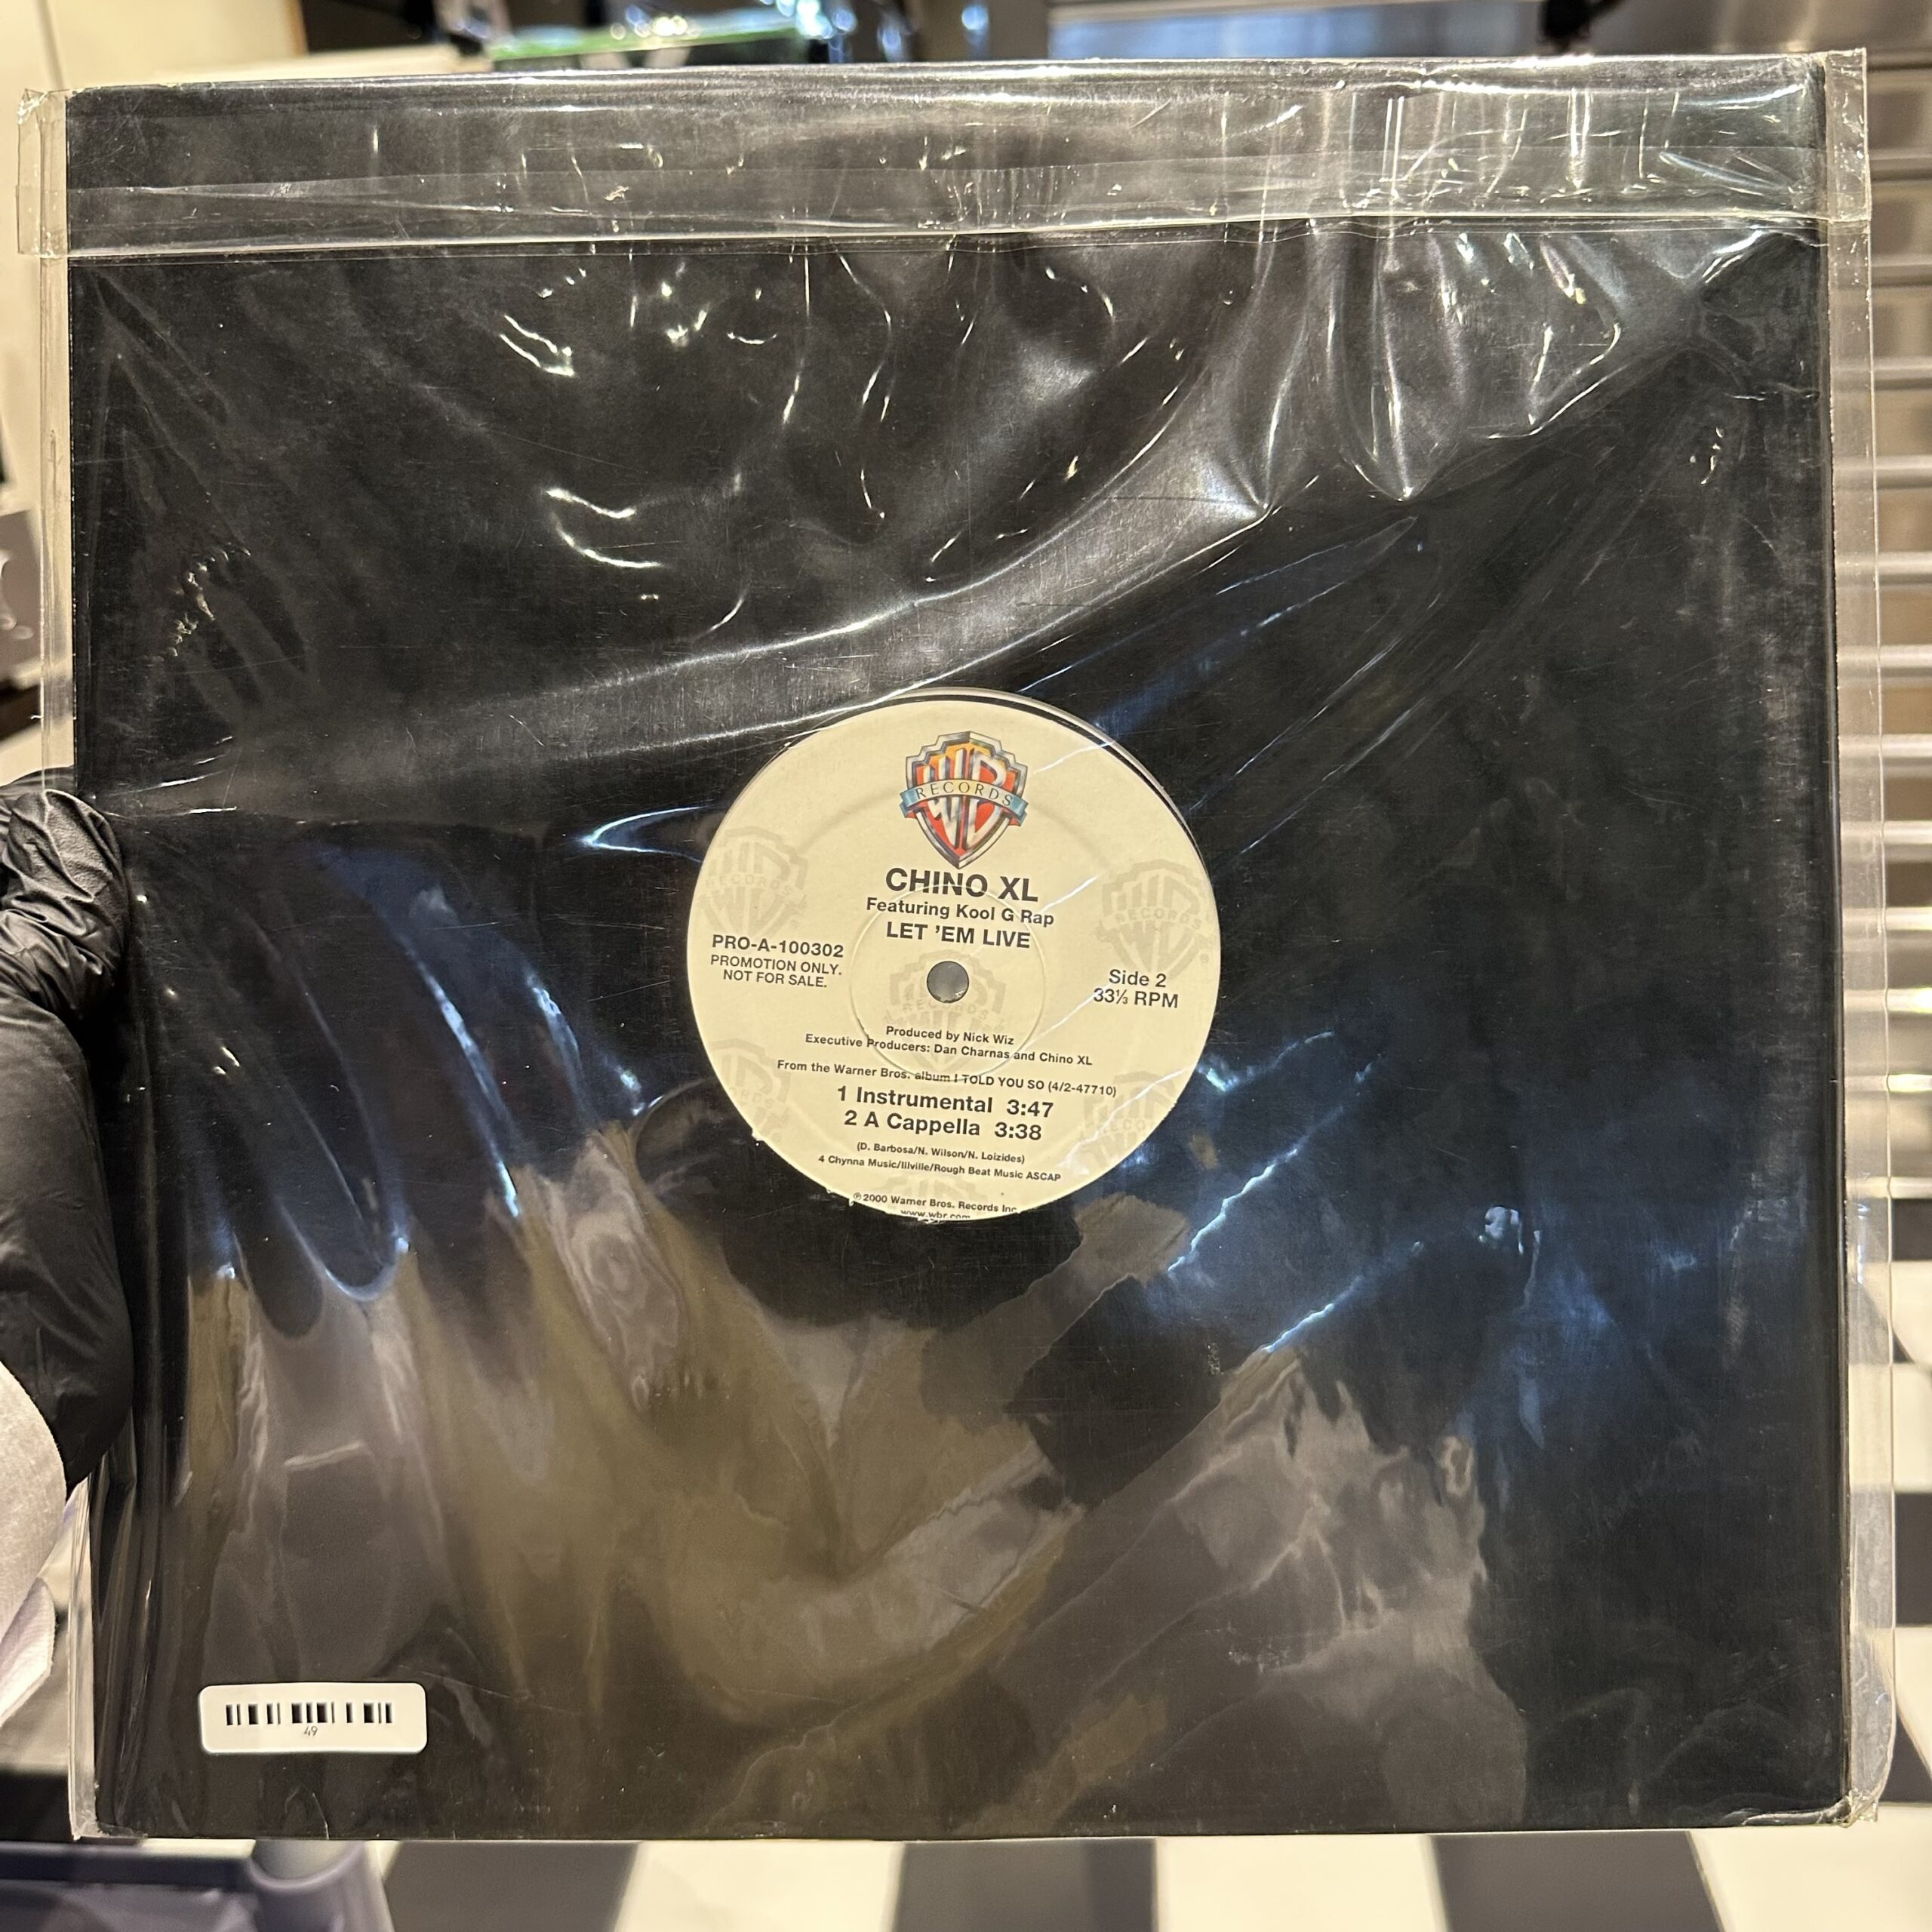 RECORDS
CHINO XL
Featuring Kool G Rap
LET 'EM LIVE
PRO-A-100302
PROMOTION ONLY.
NOT FOR SALE.
Side 2
33⅓ RPM
Produced by Nick Wiz
Executive Producers: Dan Charnas and Chino XL
From the Warner Bros. album I TOLD YOU SO (4/2-47710)
1 Instrumental 3:47
2 A Cappella 3:38
(D. Barbosa/N. Wilson/N. Loizides)
4 Chynna Music/Illville/Rough Beat Music ASCAP
℗ 2000 Warner Bros. Records Inc.
www.wbr.com
49